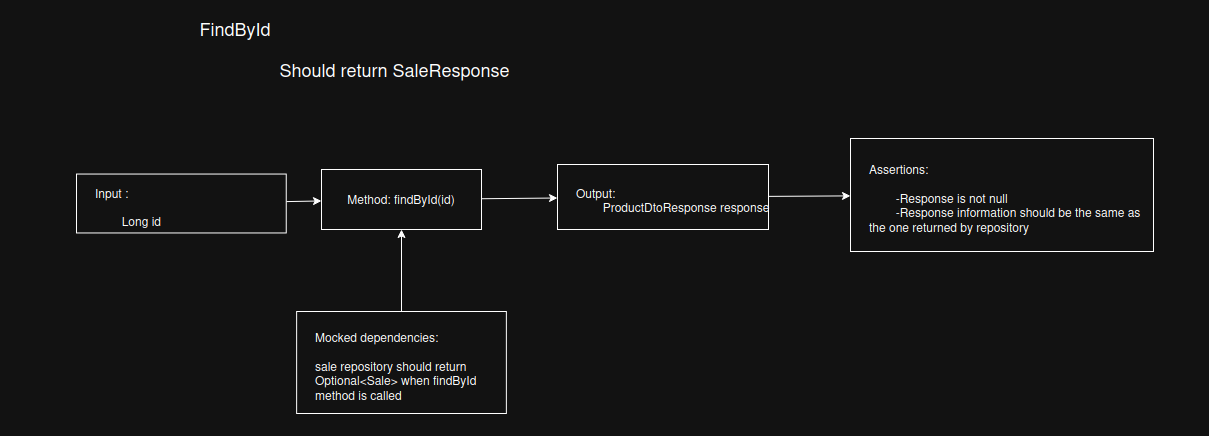 FindById
Should return SaleResponse
Input :
Long id
Method: findById(id)
Output:
ProductDtoResponse response
Assertions:
-Response is not null
-Response information should be the same as
the one returned by repository
Mocked dependencies:
sale repository should return
Optional<Sale> when findById
method is called